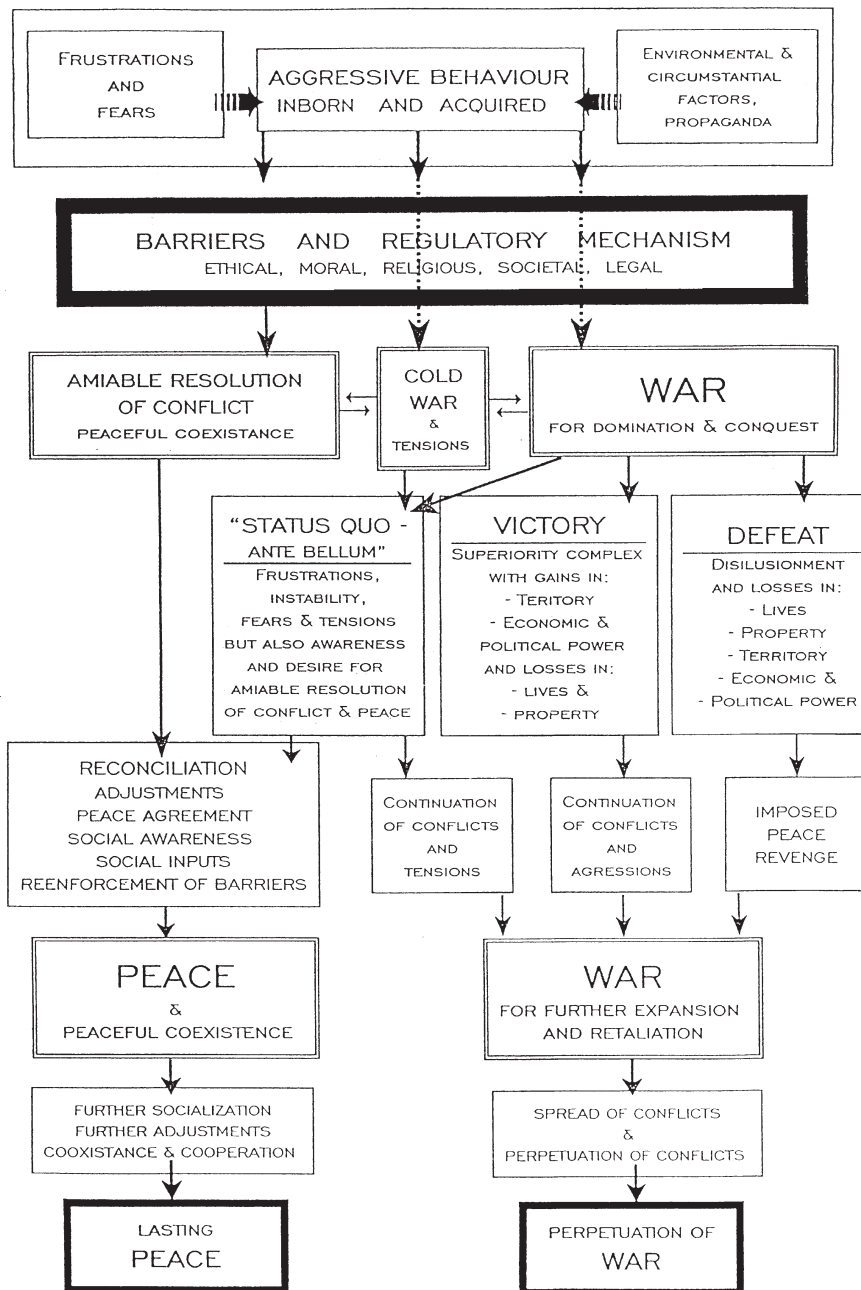 FRUSTRATIONS
AND
FEARS
AGGRESSIVE BEHAVIOUR
INBORN AND ACQUIRED
ENVIRONMENTAL &
CIRCUMSTANTIAL
FACTORS,
PROPAGANDA
BARRIERS AND REGULATORY MECHANISM
ETHICAL, MORAL, RELIGIOUS, SOCIETAL, LEGAL
AMIABLE RESOLUTION
OF CONFLICT
PEACEFUL COEXISTANCE
COLD
WAR
&
TENSIONS
WAR
FOR DOMINATION & CONQUEST
"STATUS QUO -
ANTE BELLUM"
FRUSTRATIONS,
INSTABILITY,
FEARS & TENSIONS
BUT ALSO AWARENESS
AND DESIRE FOR
AMIABLE RESOLUTION
OF CONFLICT & PEACE
VICTORY
SUPERIORITY COMPLEX
WITH GAINS IN:
- TERITORY
- ECONOMIC &
POLITICAL POWER
AND LOSSES IN:
- LIVES &
- PROPERTY
DEFEAT
DISILUSIONMENT
AND LOSSES IN:
- LIVES
- PROPERTY
- TERRITORY
- ECONOMIC &
- POLITICAL POWER
RECONCILIATION
ADJUSTMENTS
PEACE AGREEMENT
SOCIAL AWARENESS
SOCIAL INPUTS
REENFORCEMENT OF BARRIERS
CONTINUATION
OF CONFLICTS
AND
TENSIONS
CONTINUATION
OF CONFLICTS
AND
AGRESSIONS
IMPOSED
PEACE
REVENGE
PEACE
&
PEACEFUL COEXISTENCE
WAR
FOR FURTHER EXPANSION
AND RETALIATION
FURTHER SOCIALIZATION
FURTHER ADJUSTMENTS
COOXISTANCE & COOPERATION
SPREAD OF CONFLICTS
&
PERPETUATION OF CONFLICTS
LASTING
PEACE
PERPETUATION OF
WAR